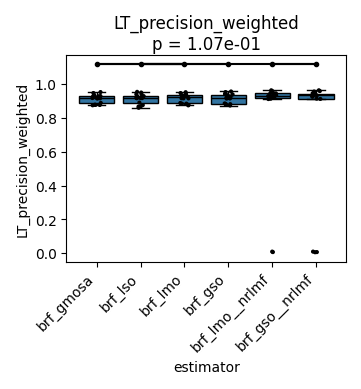 LT_precision_weighted
p = 1.07e-01
LT_precision_weighted
1.0
0.8
0.6
0.4
0.2
0.0
brf_gmosa
brf_lso
brf_lmo
brf_gso
brf_lmo__nrlmf
brf_gso__nrlmf
estimator